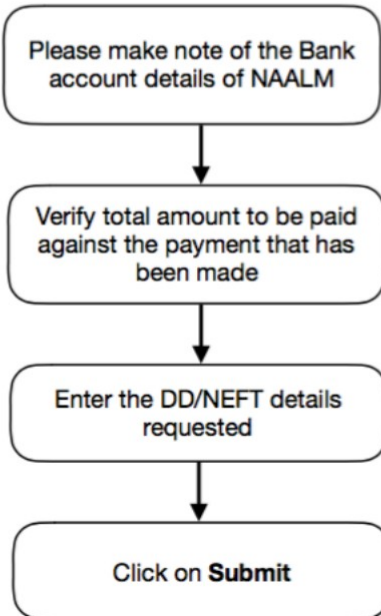 Please make note of the Bank
account details of NAALM
Verify total amount to be paid
against the payment that has
been made
Enter the DD/NEFT details
requested
Click on Submit